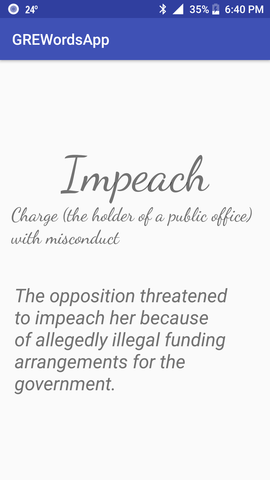 24° 35% 6:40 PM
GREWordsApp
Impeach
Charge (the holder of a public office)
with misconduct
The opposition threatened
to impeach her because
of allegedly illegal funding
arrangements for the
government.